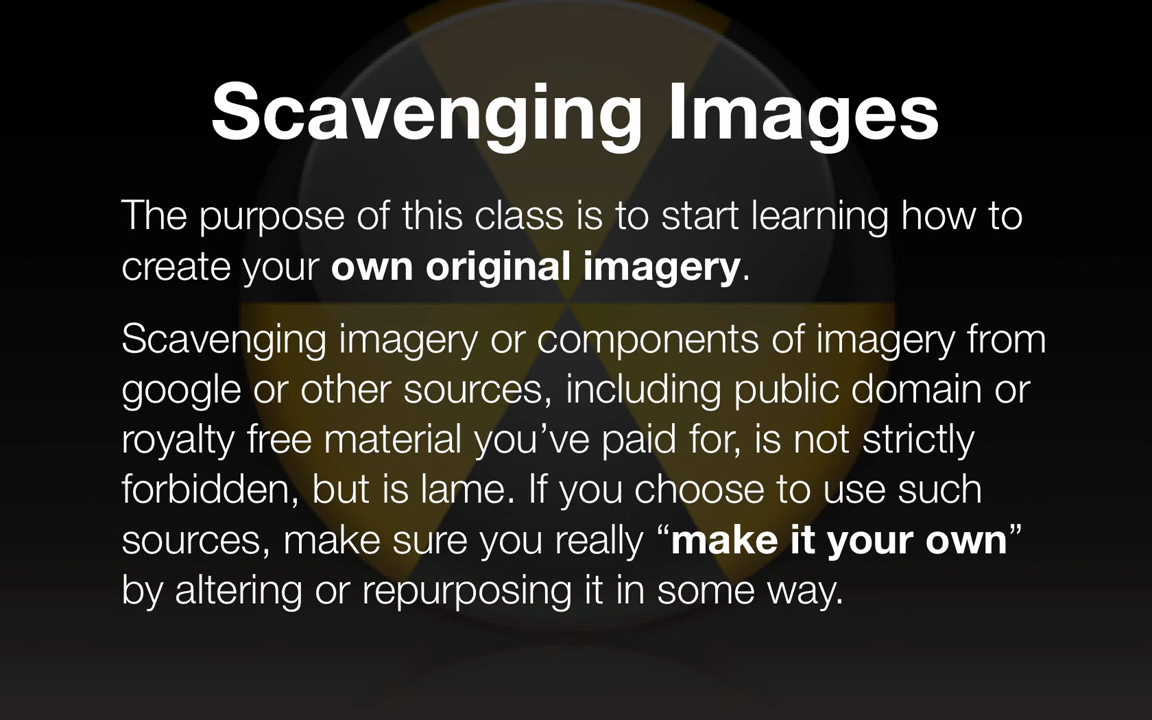 Scavenging Images
The purpose of this class is to start learning how to
create your own original imagery.
Scavenging imagery or components of imagery from
google or other sources, including public domain or
royalty free material you’ve paid for, is not strictly
forbidden, but is lame. If you choose to use such
sources, make sure you really “make it your own”
by altering or repurposing it in some way.